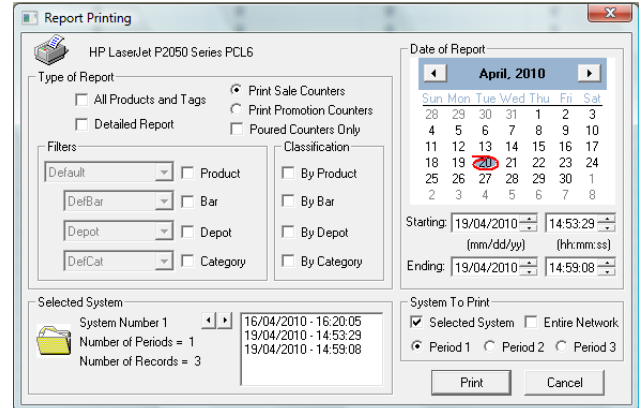 Report Printing
HP LaserJet P2050 Series PCL6
Type of Report
All Products and Tags
Detailed Report
Print Sale Counters
Print Promotion Counters
Poured Counters Only
Filters
Default
Product
DefBar
Bar
Depot
Depot
DefCat
Category
Classification
By Product
By Bar
By Depot
By Category
Date of Report
April, 2010
Sun Mon Tue Wed Thu Fri Sat
28 29 30 31 1 2 3
4 5 6 7 8 9 10
11 12 13 14 15 16 17
18 19 20 21 22 23 24
25 26 27 28 29 30 1
2 3 4 5 6 7 8
Starting: 19/04/2010 14:53:29
(mm/dd/yy) (hh:mm:ss)
Ending: 19/04/2010 14:59:08
Selected System
System Number 1
Number of Periods = 1
Number of Records = 3
16/04/2010 - 16:20:05
19/04/2010 - 14:53:29
19/04/2010 - 14:59:08
System To Print
Selected System Entire Network
Period 1 Period 2 Period 3
Print Cancel